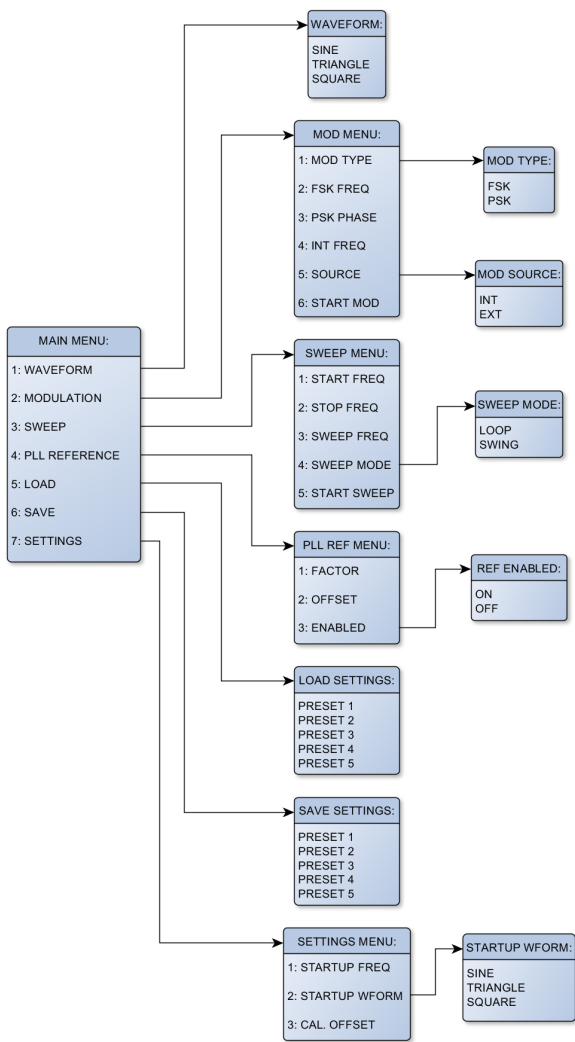 WAVEFORM:
SINE
TRIANGLE
SQUARE
MOD MENU:
1: MOD TYPE
2: FSK FREQ
3: PSK PHASE
4: INT FREQ
5: SOURCE
6: START MOD
MOD TYPE:
FSK
PSK
MOD SOURCE:
INT
EXT
MAIN MENU:
1: WAVEFORM
2: MODULATION
3: SWEEP
4: PLL REFERENCE
5: LOAD
6: SAVE
7: SETTINGS
SWEEP MENU:
1: START FREQ
2: STOP FREQ
3: SWEEP FREQ
4: SWEEP MODE
5: START SWEEP
SWEEP MODE:
LOOP
SWING
PLL REF MENU:
1: FACTOR
2: OFFSET
3: ENABLED
REF ENABLED:
ON
OFF
LOAD SETTINGS:
PRESET 1
PRESET 2
PRESET 3
PRESET 4
PRESET 5
SAVE SETTINGS:
PRESET 1
PRESET 2
PRESET 3
PRESET 4
PRESET 5
SETTINGS MENU:
1: STARTUP FREQ
2: STARTUP WFORM
3: CAL. OFFSET
STARTUP WFORM:
SINE
TRIANGLE
SQUARE